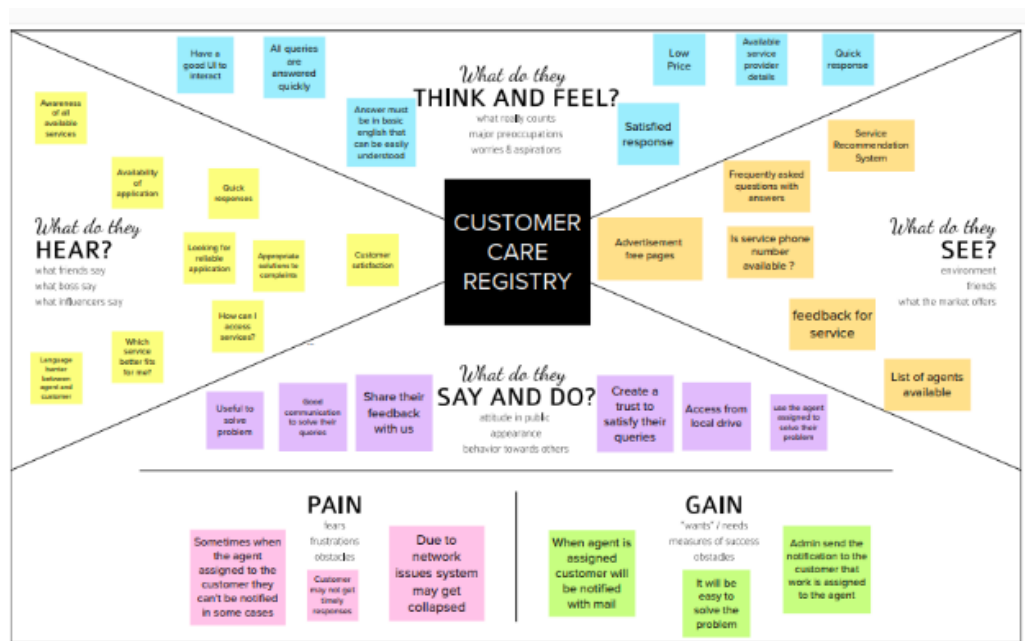 Have a
good UI to
interact
All queries
are
answered
quickly
Answer must
be in basic
english that
can be easily
understood
What do they
THINK AND FEEL?
what really counts
major preoccupations
worries & aspirations
Low
Price
Available
service
provider
details
Quick
response
Satisfied
response
Awareness
of all
available
services
Availability
of
application
Quick
responses
What do they
HEAR?
what friends say
what boss say
what influencers say
Looking for
reliable
application
Appropriate
solutions to
complaints
Customer
satisfaction
How can I
access
services?
Which
service
better fits
for me?
Language
barrier
between
agent and
customer
CUSTOMER
CARE
REGISTRY
Service
Recommendation
System
Frequently asked
questions with
answers
Advertisement
free pages
Is service phone
number
available ?
What do they
SEE?
environment
friends
what the market offers
feedback for
service
List of agents
available
What do they
SAY AND DO?
attitude in public
appearance
behavior towards others
Useful to
solve
problem
Good
communication
to solve their
queries
Share their
feedback
with us
Create a
trust to
satisfy their
queries
Access from
local drive
use the agent
assigned to
solve their
problem
PAIN
fears
frustrations
obstacles
Sometimes when
the agent
assigned to the
customer they
can't be notified
in some cases
Customer
may not get
timely
responses
Due to
network
issues system
may get
collapsed
GAIN
"wants" / needs
measures of success
obstacles
When agent is
assigned
customer will
be notified
with mail
It will be
easy to
solve the
problem
Admin send the
notification to the
customer that
work is assigned
to the agent